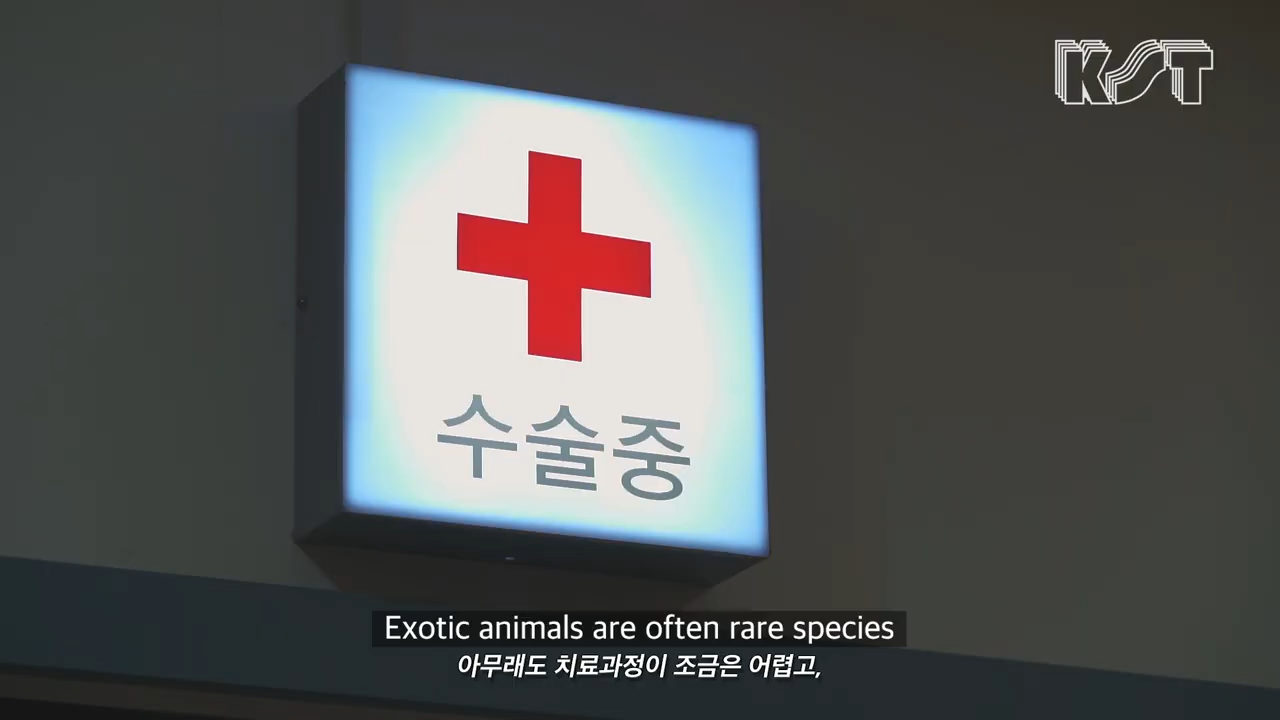 KST
수술중
Exotic animals are often rare species
아무래도 치료과정이 조금은 어렵고,